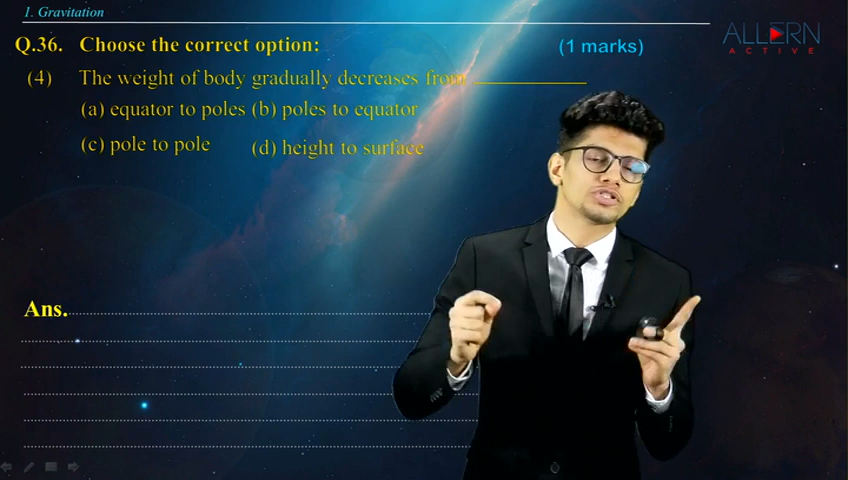 1. Gravitation
ALLERN
ACTIVE
Q.36. Choose the correct option: (1 marks)
(4) The weight of body gradually decreases from ____________
(a) equator to poles (b) poles to equator
(c) pole to pole (d) height to surface
Ans.